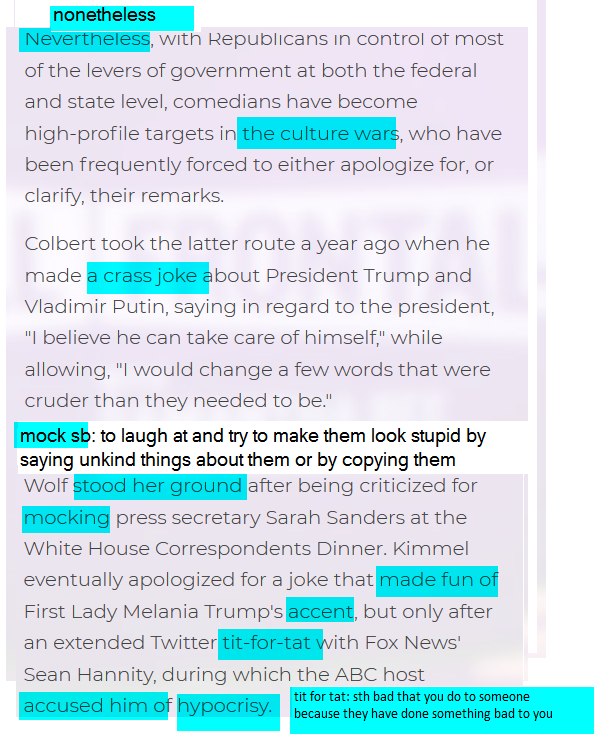 nonetheless
Nevertheless, with Republicans in control of most
of the levers of government at both the federal
and state level, comedians have become
high-profile targets in the culture wars, who have
been frequently forced to either apologize for, or
clarify, their remarks.
Colbert took the latter route a year ago when he
made a crass joke about President Trump and
Vladimir Putin, saying in regard to the president,
"I believe he can take care of himself," while
allowing, "I would change a few words that were
cruder than they needed to be."
mock sb: to laugh at and try to make them look stupid by
saying unkind things about them or by copying them
Wolf stood her ground after being criticized for
mocking press secretary Sarah Sanders at the
White House Correspondents Dinner. Kimmel
eventually apologized for a joke that made fun of
First Lady Melania Trump's accent, but only after
an extended Twitter tit-for-tat with Fox News'
Sean Hannity, during which the ABC host
accused him of hypocrisy.
tit for tat: sth bad that you do to someone
because they have done something bad to you